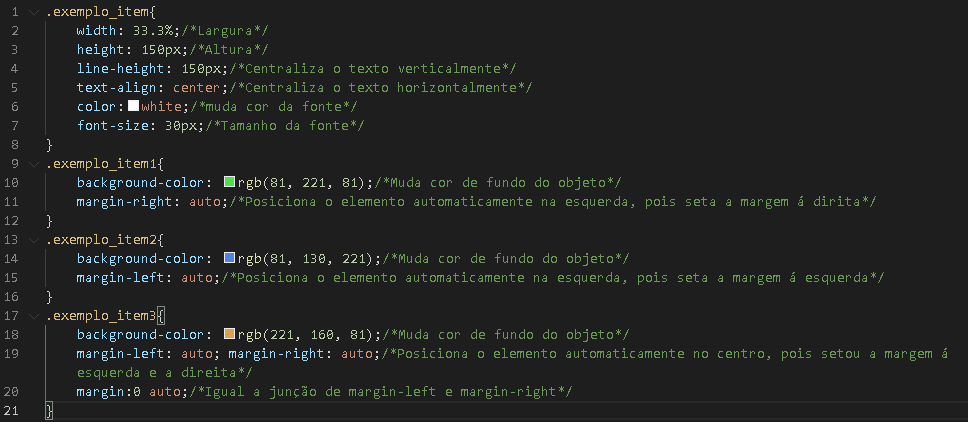 1 .exemplo_item{
2 width: 33.3%;/*Largura*/
3 height: 150px;/*Altura*/
4 line-height: 150px;/*Centraliza o texto verticalmente*/
5 text-align: center;/*Centraliza o texto horizontalmente*/
6 color: white;/*muda cor da fonte*/
7 font-size: 30px;/*Tamanho da fonte*/
8 }
9 .exemplo_item1{
10 background-color: rgb(81, 221, 81);/*Muda cor de fundo do objeto*/
11 margin-right: auto;/*Posiciona o elemento automaticamente na esguerda, pois seta a margem á dirita*/
12 }
13 .exemplo_item2{
14 background-color: rgb(81, 130, 221);/*Muda cor de fundo do objeto*/
15 margin-left: auto;/*Posiciona o elemento automaticamente na esguerda, pois seta a margem á esguerda*/
16 }
17 .exemplo_item3{
18 background-color: rgb(221, 160, 81);/*Muda cor de fundo do objeto*/
19 margin-left: auto; margin-right: auto;/*Posiciona o elemento automaticamente no centro, pois setou a margem á
esguerda e a direita*/
20 margin:0 auto;/*Igual a junção de margin-left e margin-right*/
21 }